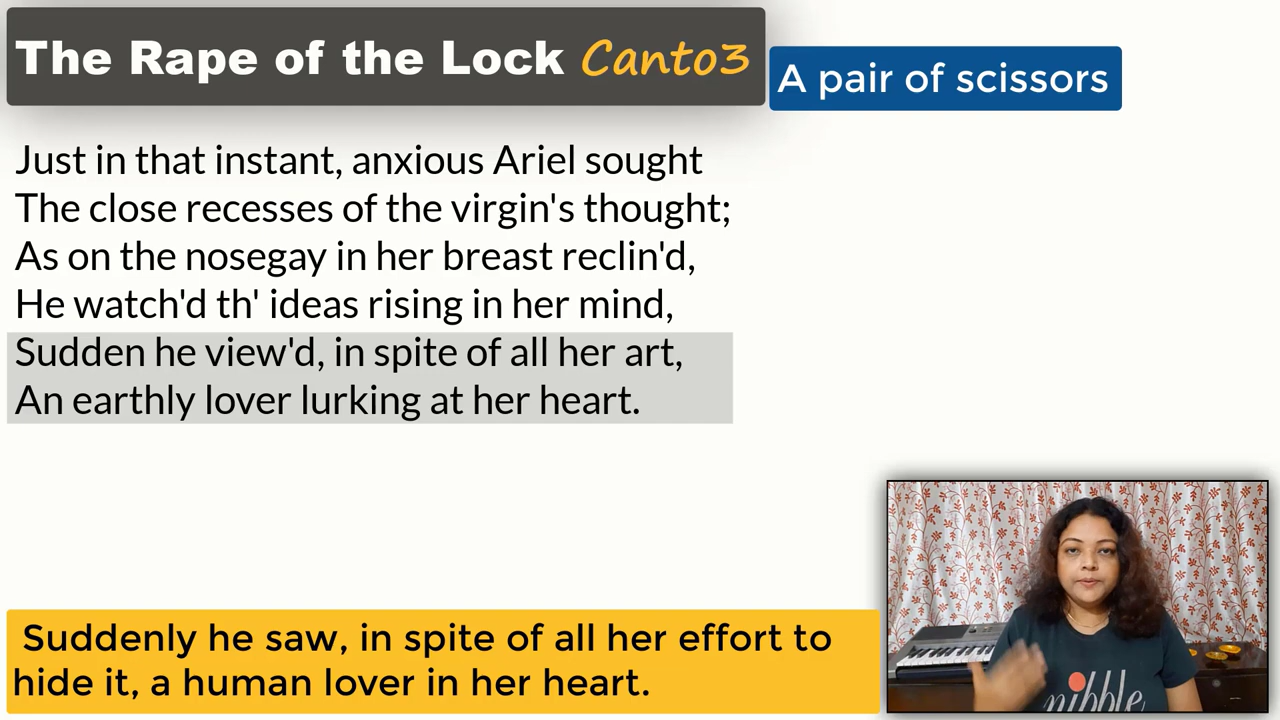 The Rape of the Lock Canto3
A pair of scissors
Just in that instant, anxious Ariel sought
The close recesses of the virgin's thought;
As on the nosegay in her breast reclin'd,
He watch'd th' ideas rising in her mind,
Sudden he view'd, in spite of all her art,
An earthly lover lurking at her heart.
Suddenly he saw, in spite of all her effort to
hide it, a human lover in her heart.
nibble